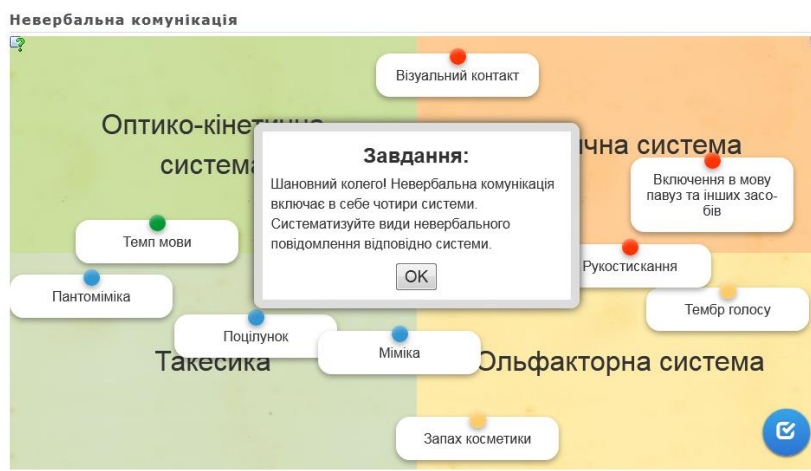 Невербальна комунікація
Візуальний контакт
Оптико-кінетична
система
система
Завдання:
Шановний колего! Невербальна комунікація
включає в себе чотири системи.
Систематизуйте види невербального
повідомлення відповідно системи.
OK
Включення в мову
павуз та інших засо-
бів
Темп мови
Рукостискання
Пантоміміка
Тембр голосу
Поцілунок
Міміка
Такесика
Ольфакторна система
Запах косметики